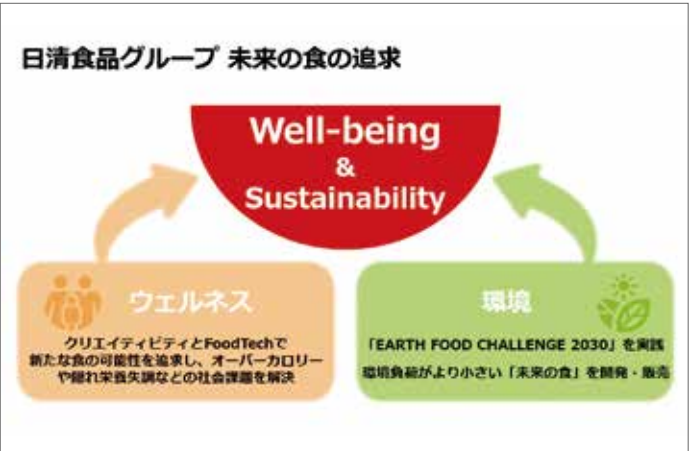 日清食品グループ 未来の食の追求
Well-being
&
Sustainability
ウェルネス
クリエイティビティとFoodTechで
新たな食の可能性を追求し、オーバーカロリー
や隠れ栄養失調などの社会課題を解決
環境
「EARTH FOOD CHALLENGE 2030」を実践
環境負荷がより小さい「未来の食」を開発・販売